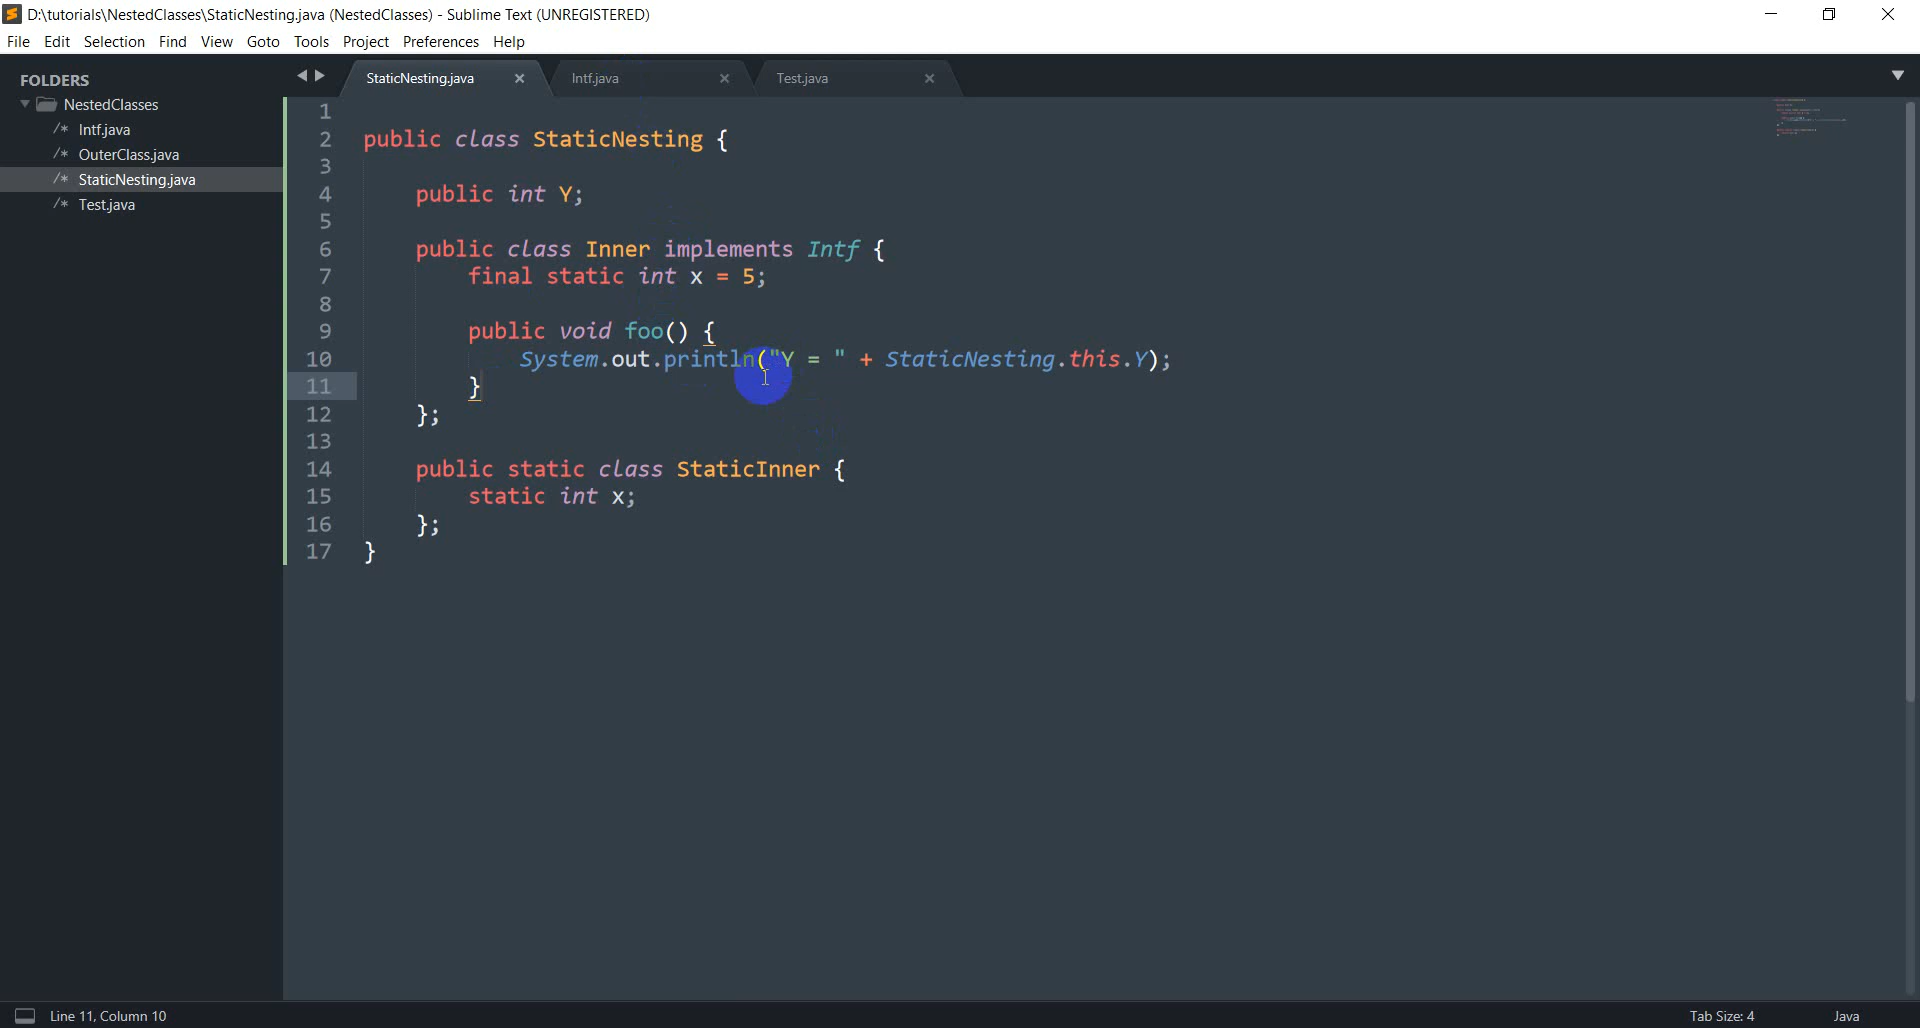 D:\tutorials\NestedClasses\StaticNesting.java (NestedClasses) - Sublime Text (UNREGISTERED)
File Edit Selection Find View Goto Tools Project Preferences Help
FOLDERS
NestedClasses
/* Intf.java
/* OuterClass.java
/* StaticNesting.java
/* Test.java
StaticNesting.java × Intf.java × Test.java ×
1
2 public class StaticNesting {
3
4 public int Y;
5
6 public class Inner implements Intf {
7 final static int x = 5;
8
9 public void foo() {
10 System.out.println("Y = " + StaticNesting.this.Y);
11 }
12 };
13
14 public static class StaticInner {
15 static int x;
16 };
17 }
Line 11, Column 10 Tab Size: 4 Java